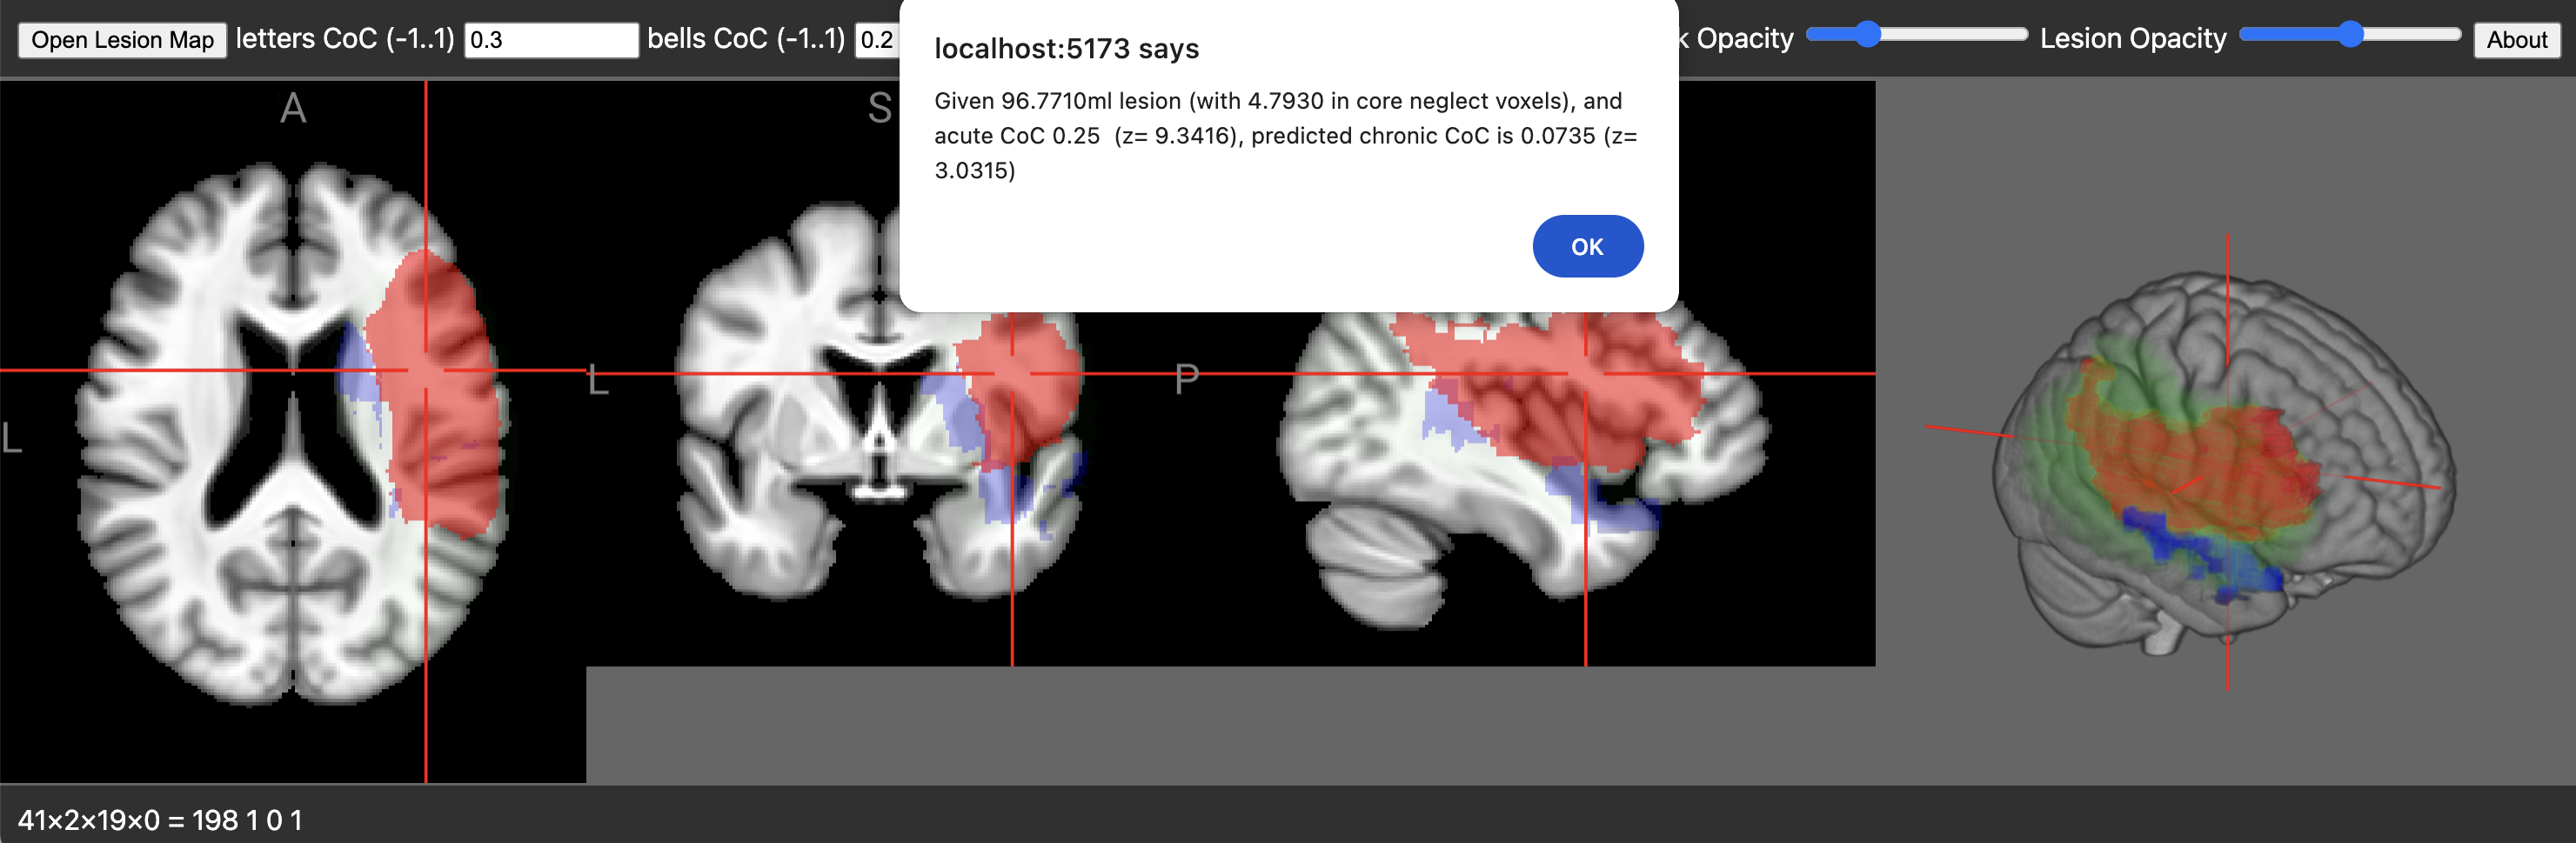 Open Lesion Map letters CoC (-1..1) 0.3 bells CoC (-1..1) 0.2 k Opacity Lesion Opacity About
localhost:5173 says
Given 96.7710ml lesion (with 4.7930 in core neglect voxels), and
acute CoC 0.25  (z= 9.3416), predicted chronic CoC is 0.0735 (z=
3.0315)
OK
A S
L L P
41×2×19×0 = 198 1 0 1